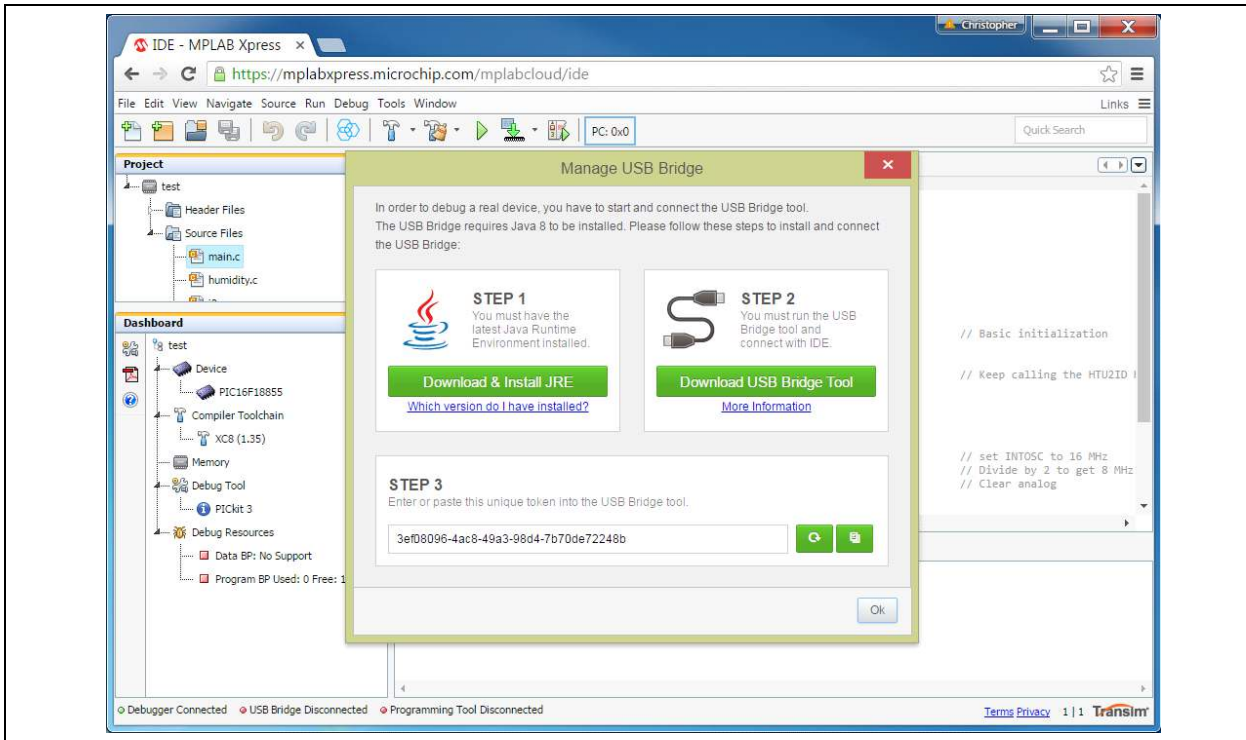 Christopher
IDE - MPLAB Xpress
https://mplabxpress.microchip.com/mplabcloud/ide
File Edit View Navigate Source Run Debug Tools Window
Links
PC: 0x0
Quick Search
Project
test
Header Files
Source Files
main.c
humidity.c
Dashboard
test
Device
PIC16F18855
Compiler Toolchain
XC8 (1.35)
Memory
Debug Tool
PICkit 3
Debug Resources
Data BP: No Support
Program BP Used: 0 Free: 1
Manage USB Bridge
In order to debug a real device, you have to start and connect the USB Bridge tool.
The USB Bridge requires Java 8 to be installed. Please follow these steps to install and connect
the USB Bridge:
STEP 1
You must have the
latest Java Runtime
Environment installed.
Download & Install JRE
Which version do I have installed?
STEP 2
You must run the USB
Bridge tool and
connect with IDE.
Download USB Bridge Tool
More Information
STEP 3
Enter or paste this unique token into the USB Bridge tool.
3ef08096-4ac8-49a3-98d4-7b70de72248b
Ok
// Basic initialization
// Keep calling the HTU2ID
// set INTOSC to 16 MHz
// Divide by 2 to get 8 MHz
// Clear analog
Debugger Connected USB Bridge Disconnected Programming Tool Disconnected
Terms Privacy 1 | 1 Transim